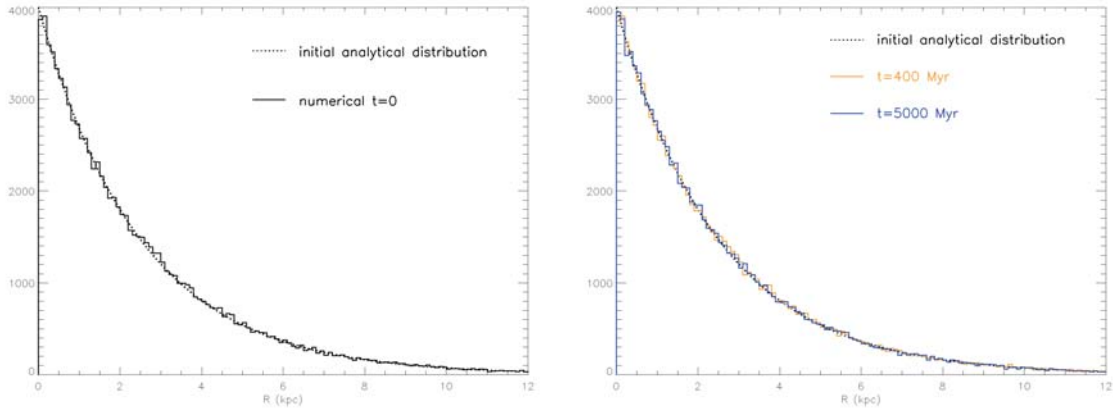 4000
initial analytical distribution
numerical t=0
3000
2000
1000
0
0 2 4 6 8 10 12
R (kpc)
4000
initial analytical distribution
t=400 Myr
t=5000 Myr
3000
2000
1000
0
0 2 4 6 8 10 12
R (kpc)